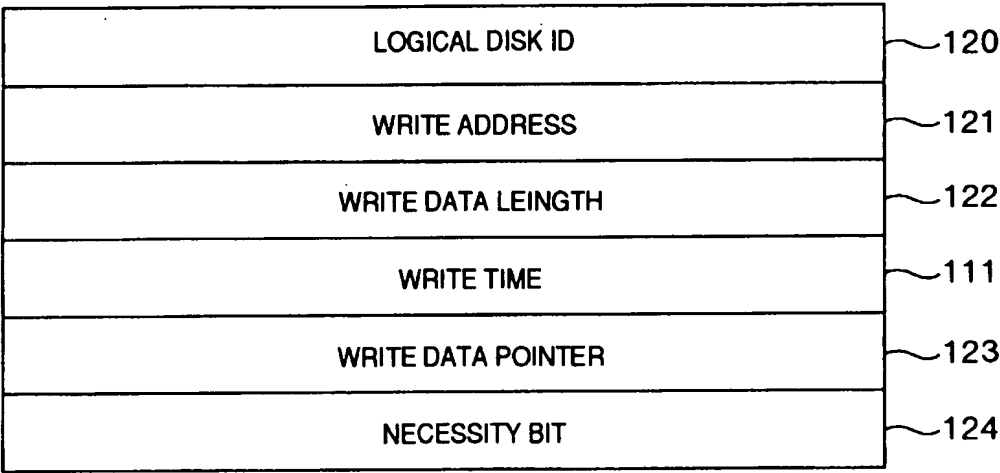 LOGICAL DISK ID 120
WRITE ADDRESS 121
WRITE DATA LEINGTH 122
WRITE TIME 111
WRITE DATA POINTER 123
NECESSITY BIT 124